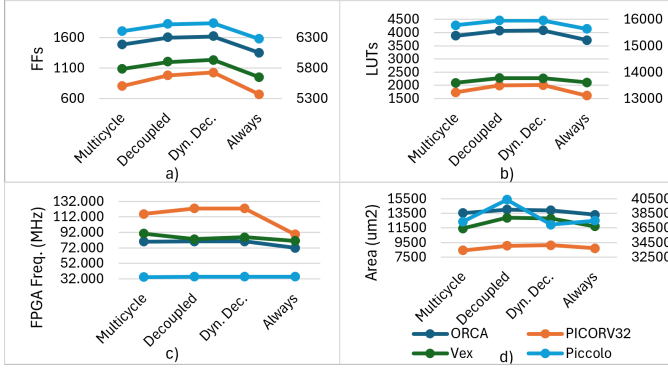 FFs
1600
1100
600
6300
5800
5300
Multicycle
Decoupled
Dyn. Dec.
Always
a)
LUTs
4500
4000
3500
3000
2500
2000
1500
16000
15000
14000
13000
Multicycle
Decoupled
Dyn. Dec.
Always
b)
FPGA Freq. (MHz)
132.000
112.000
92.000
72.000
52.000
32.000
Multicycle
Decoupled
Dyn. Dec.
Always
c)
Area (um2)
15500
13500
11500
9500
7500
40500
38500
36500
34500
32500
Multicycle
Decoupled
Dyn. Dec.
Always
ORCA
PICORV32
Vex
Piccolo
d)